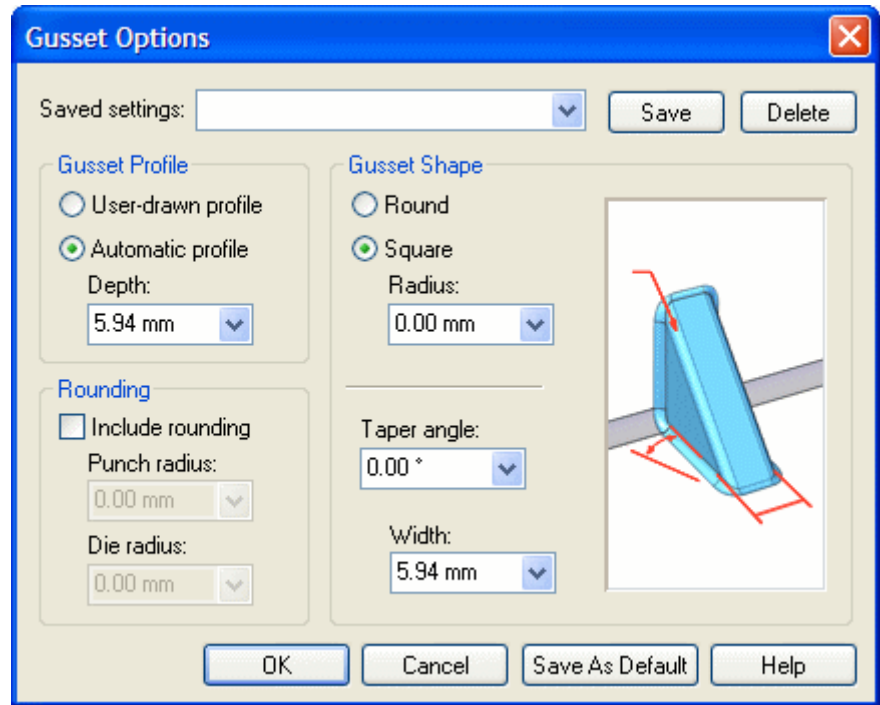 Gusset Options
Saved settings:
Save
Delete
Gusset Profile
User-drawn profile
Automatic profile
Depth:
5.94 mm
Rounding
Include rounding
Punch radius:
0.00 mm
Die radius:
0.00 mm
Gusset Shape
Round
Square
Radius:
0.00 mm
Taper angle:
0.00 °
Width:
5.94 mm
OK
Cancel
Save As Default
Help